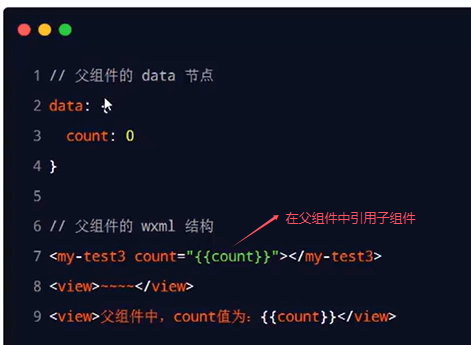 1 // 父组件的 data 节点
2 data: {
3   count: 0
4 }
5
6 // 父组件的 wxml 结构
在父组件中引用子组件
7 <my-test3 count="{{count}}"></my-test3>
8 <view>~~~~</view>
9 <view>父组件中，count值为：{{count}}</view>